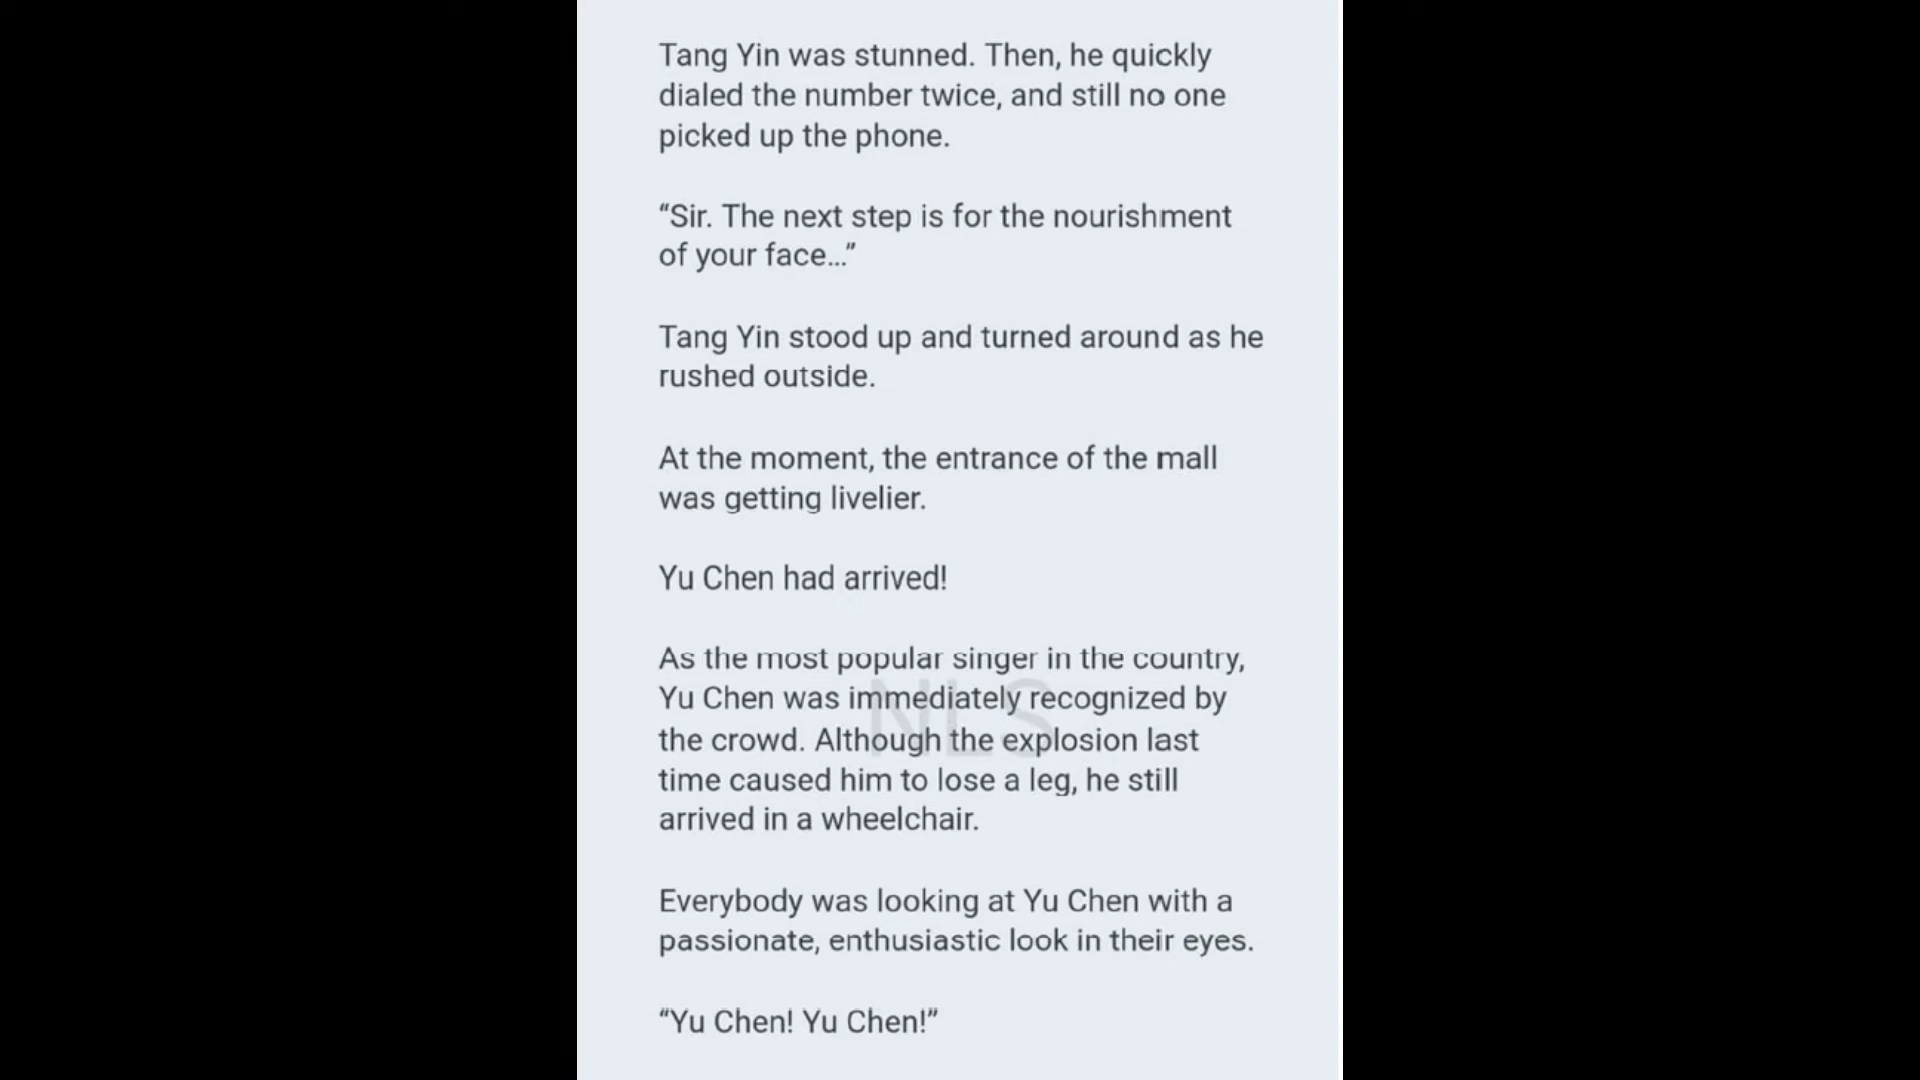 Tang Yin was stunned. Then, he quickly
dialed the number twice, and still no one
picked up the phone.
“Sir. The next step is for the nourishment
of your face…”
Tang Yin stood up and turned around as he
rushed outside.
At the moment, the entrance of the mall
was getting livelier.
Yu Chen had arrived!
As the most popular singer in the country,
Yu Chen was immediately recognized by
the crowd. Although the explosion last
time caused him to lose a leg, he still
arrived in a wheelchair.
Everybody was looking at Yu Chen with a
passionate, enthusiastic look in their eyes.
“Yu Chen! Yu Chen!”
NLS